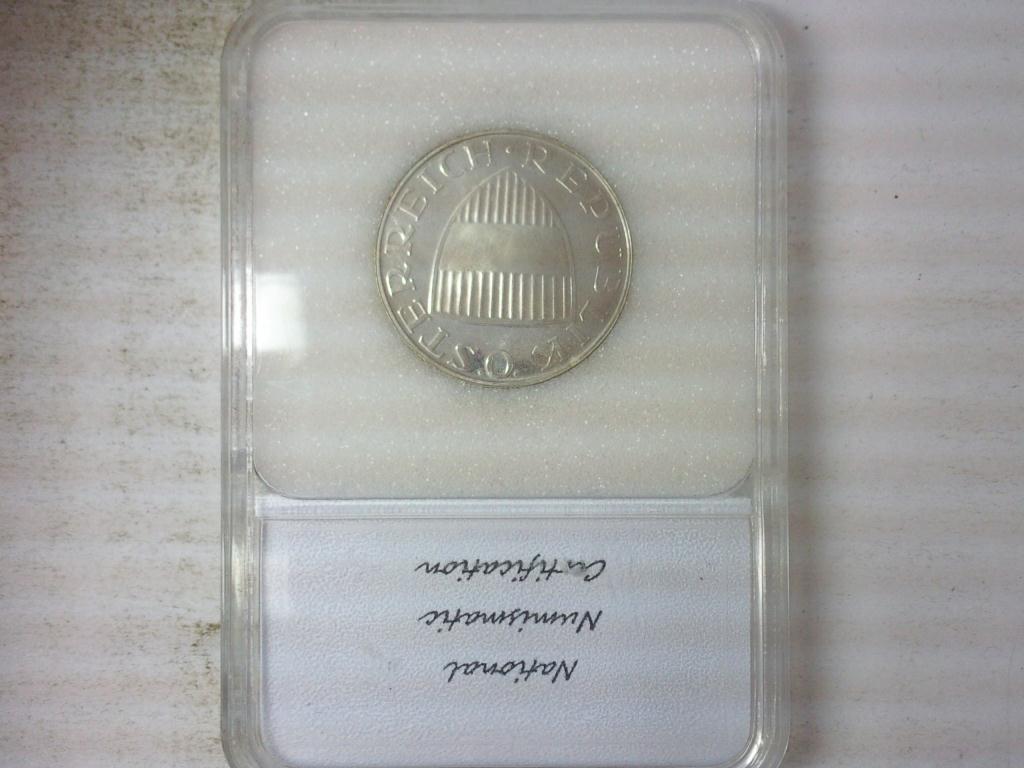 REPUBLIK ÖSTERREICH
National
Numismatic
Certification